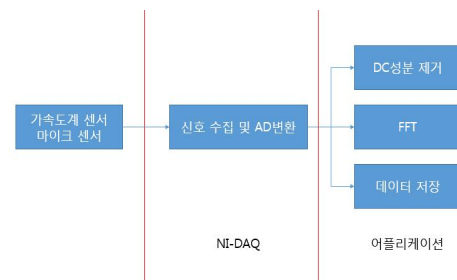 가속도계 센서
마이크 센서
신호 수집 및 AD변환
DC성분 제거
FFT
데이터 저장
NI-DAQ
어플리케이션